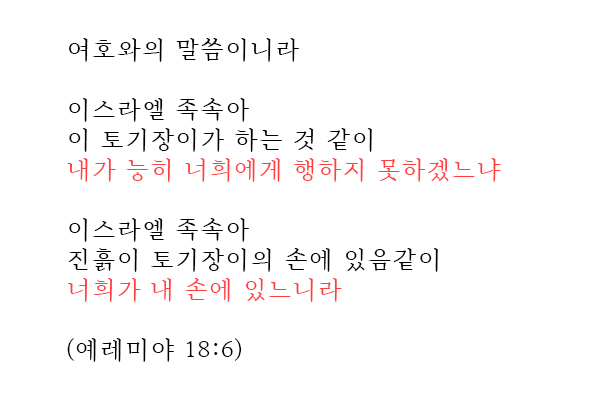 여호와의 말씀이니라
이스라엘 족속아
이 토기장이가 하는 것 같이
내가 능히 너희에게 행하지 못하겠느냐
이스라엘 족속아
진흙이 토기장이의 손에 있음같이
너희가 내 손에 있느니라
(예레미야 18:6)